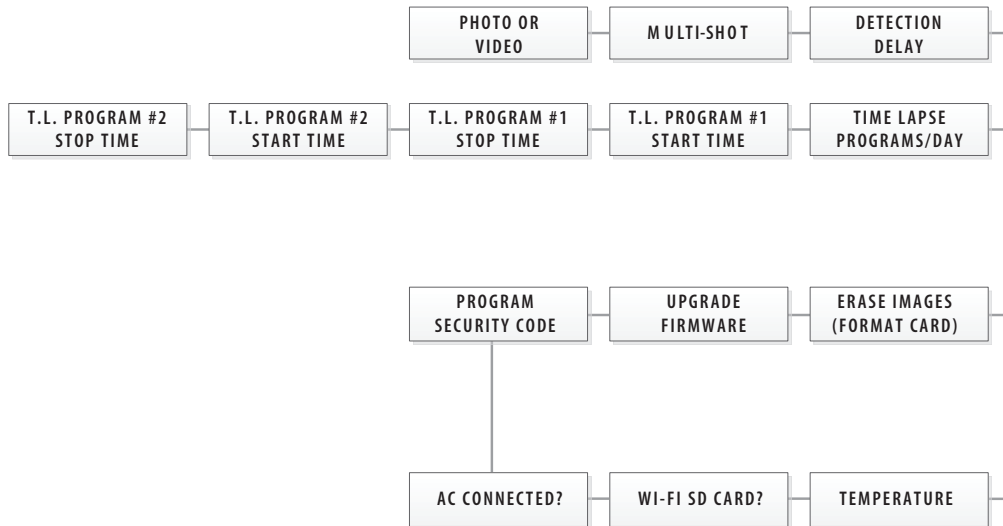 PHOTO OR
VIDEO
MULTI-SHOT
DETECTION
DELAY
T.L. PROGRAM #2
STOP TIME
T.L. PROGRAM #2
START TIME
T.L. PROGRAM #1
STOP TIME
T.L. PROGRAM #1
START TIME
TIME LAPSE
PROGRAMS/DAY
PROGRAM
SECURITY CODE
UPGRADE
FIRMWARE
ERASE IMAGES
(FORMAT CARD)
AC CONNECTED?
WI-FI SD CARD?
TEMPERATURE